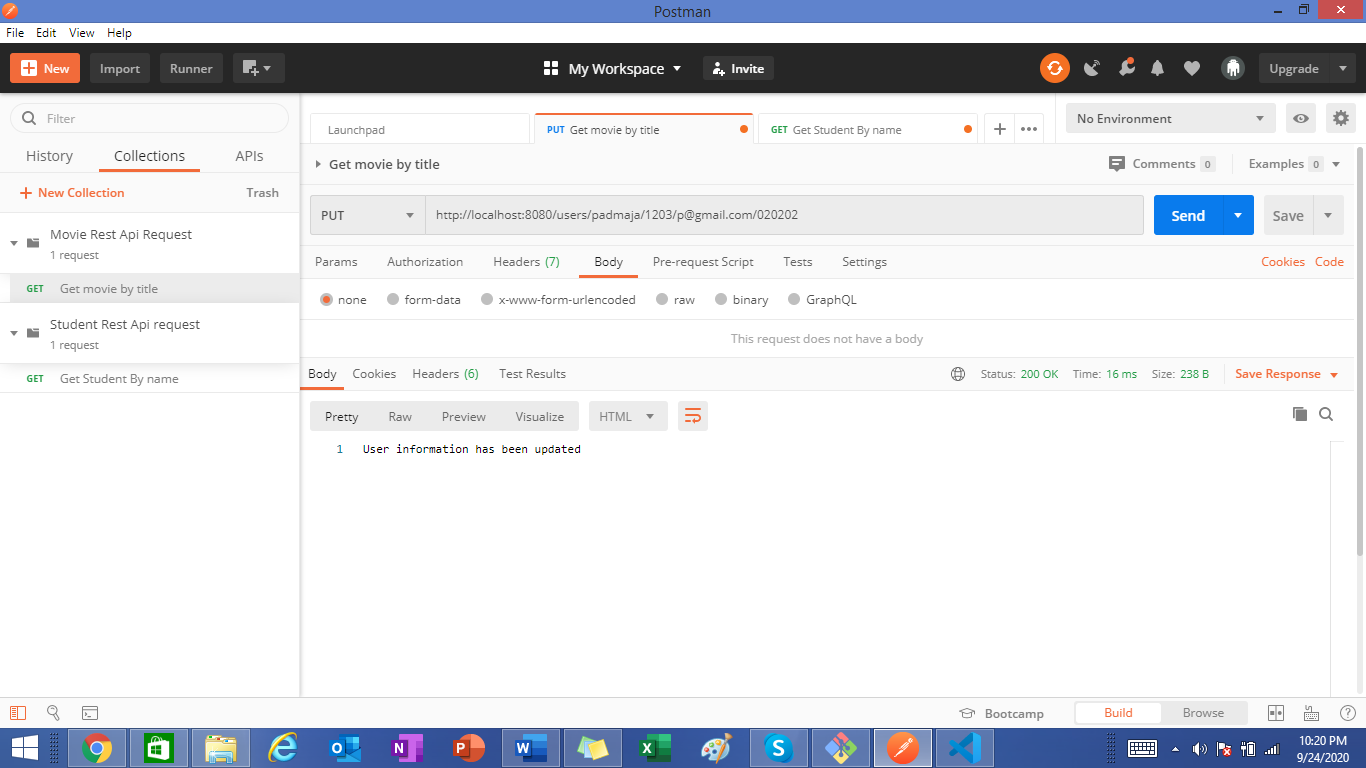 Postman
File Edit View Help
New Import Runner My Workspace Invite Upgrade
Filter
History Collections APIs
New Collection Trash
Movie Rest Api Request
1 request
GET Get movie by title
Student Rest Api request
1 request
GET Get Student By name
Launchpad PUT Get movie by title GET Get Student By name No Environment
Get movie by title Comments 0 Examples 0
PUT http://localhost:8080/users/padmaja/1203/p@gmail.com/020202 Send Save
Params Authorization Headers (7) Body Pre-request Script Tests Settings Cookies Code
none form-data x-www-form-urlencoded raw binary GraphQL
This request does not have a body
Body Cookies Headers (6) Test Results Status: 200 OK Time: 16 ms Size: 238 B Save Response
Pretty Raw Preview Visualize HTML
1 User information has been updated
Bootcamp Build Browse
10:20 PM
9/24/2020